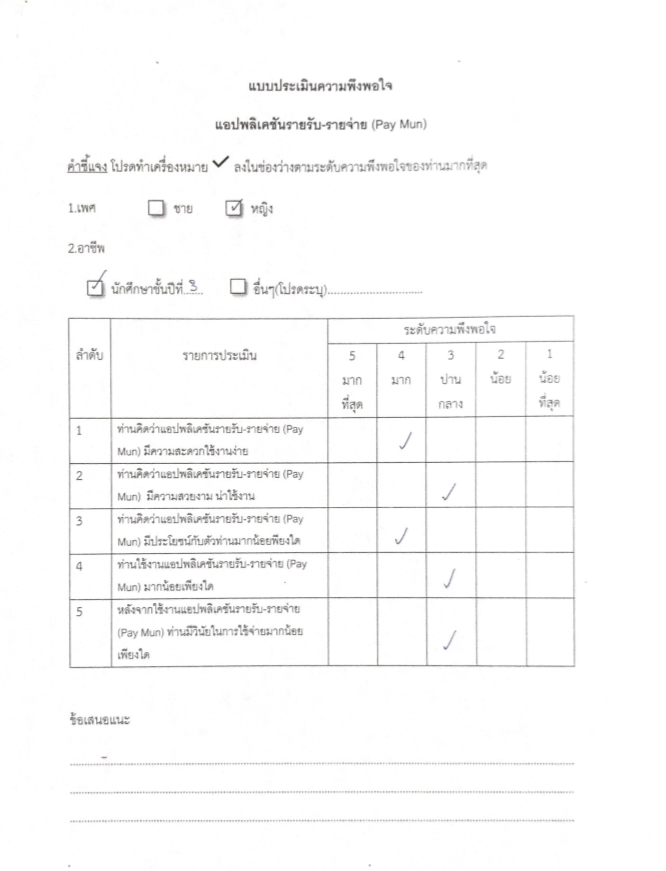 แบบประเมินความพึงพอใจ
แอปพลิเคชันรายรับ-รายจ่าย (Pay Mun)
คำชี้แจง โปรดทำเครื่องหมาย ✓ ลงในช่องว่างตามระดับความพึงพอใจของท่านมากที่สุด
1.เพศ ☐ ชาย ☑ หญิง
2.อาชีพ
☑ นักศึกษาชั้นปีที่..3.... ☐ อื่นๆ(โปรดระบุ)..............................
ลำดับ รายการประเมิน ระดับความพึงพอใจ
5 4 3 2 1
มาก มาก ปาน น้อย น้อย
ที่สุด กลาง ที่สุด
1 ท่านคิดว่าแอปพลิเคชันรายรับ-รายจ่าย (Pay
Mun) มีความสะดวกใช้งานง่าย ✓
2 ท่านคิดว่าแอปพลิเคชันรายรับ-รายจ่าย (Pay
Mun) มีความสวยงาม น่าใช้งาน ✓
3 ท่านคิดว่าแอปพลิเคชันรายรับ-รายจ่าย (Pay
Mun) มีประโยชน์กับตัวท่านมากน้อยพียงใด ✓
4 ท่านใช้งานแอปพลิเคชันรายรับ-รายจ่าย (Pay
Mun) มากน้อยเพียงใด ✓
5 หลังจากใช้งานแอปพลิเคชันรายรับ-รายจ่าย
(Pay Mun) ท่านมีวินัยในการใช้จ่ายมากน้อย ✓
เพียงใด
ข้อเสนอแนะ
-